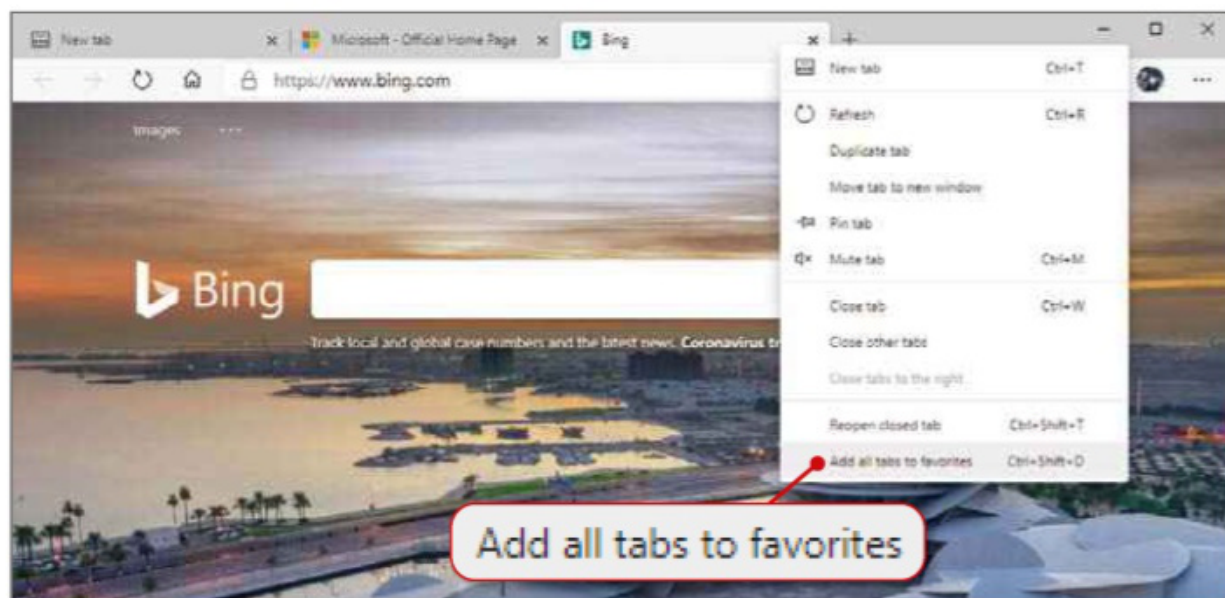 New tab
Microsoft - Official Home Page
Bing
https://www.bing.com
Images ...
New tab Ctrl+T
Refresh Ctrl+R
Duplicate tab
Move tab to new window
Pin tab
Mute tab Ctrl+M
Close tab Ctrl+W
Close other tabs
Close tabs to the right
Reopen closed tab Ctrl+Shift+T
Add all tabs to favorites Ctrl+Shift+D
Bing
Track local and global case numbers and the latest news. Coronavirus
Add all tabs to favorites